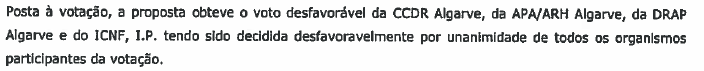 Posta à votação, a proposta obteve o voto desfavorável da CCDR Algarve, da APA/ARH Algarve, da DRAP
Algarve e do ICNF, I.P. tendo sido decidida desfavoravelmente por unanimidade de todos os organismos
participantes da votação.